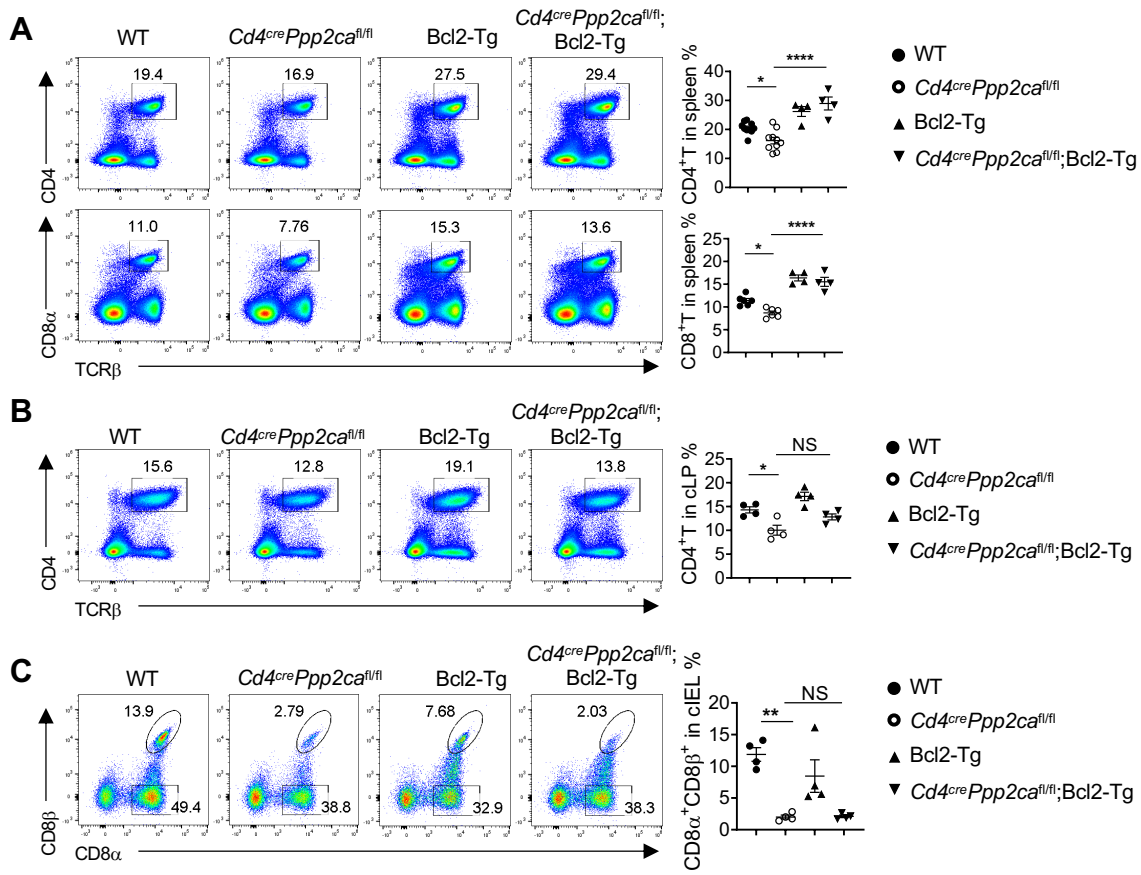 A
WT
Cd4crePpp2cafl/fl
Bcl2-Tg
Cd4crePpp2cafl/fl;
Bcl2-Tg
19.4
16.9
27.5
29.4
CD4
11.0
7.76
15.3
13.6
CD8α
TCRβ
CD4+T in spleen %
40
30
20
10
0
*
****
CD8+T in spleen %
25
20
15
10
5
0
*
****
WT
Cd4crePpp2cafl/fl
Bcl2-Tg
Cd4crePpp2cafl/fl;Bcl2-Tg
B
WT
Cd4crePpp2cafl/fl
Bcl2-Tg
Cd4crePpp2cafl/fl;
Bcl2-Tg
15.6
12.8
19.1
13.8
CD4
TCRβ
CD4+T in cLP %
25
20
15
10
5
0
*
NS
WT
Cd4crePpp2cafl/fl
Bcl2-Tg
Cd4crePpp2cafl/fl;Bcl2-Tg
C
WT
Cd4crePpp2cafl/fl
Bcl2-Tg
Cd4crePpp2cafl/fl;
Bcl2-Tg
13.9
2.79
7.68
2.03
49.4
38.8
32.9
38.3
CD8β
CD8α
CD8α+CD8β+ in cIEL %
20
15
10
5
0
**
NS
WT
Cd4crePpp2cafl/fl
Bcl2-Tg
Cd4crePpp2cafl/fl;Bcl2-Tg